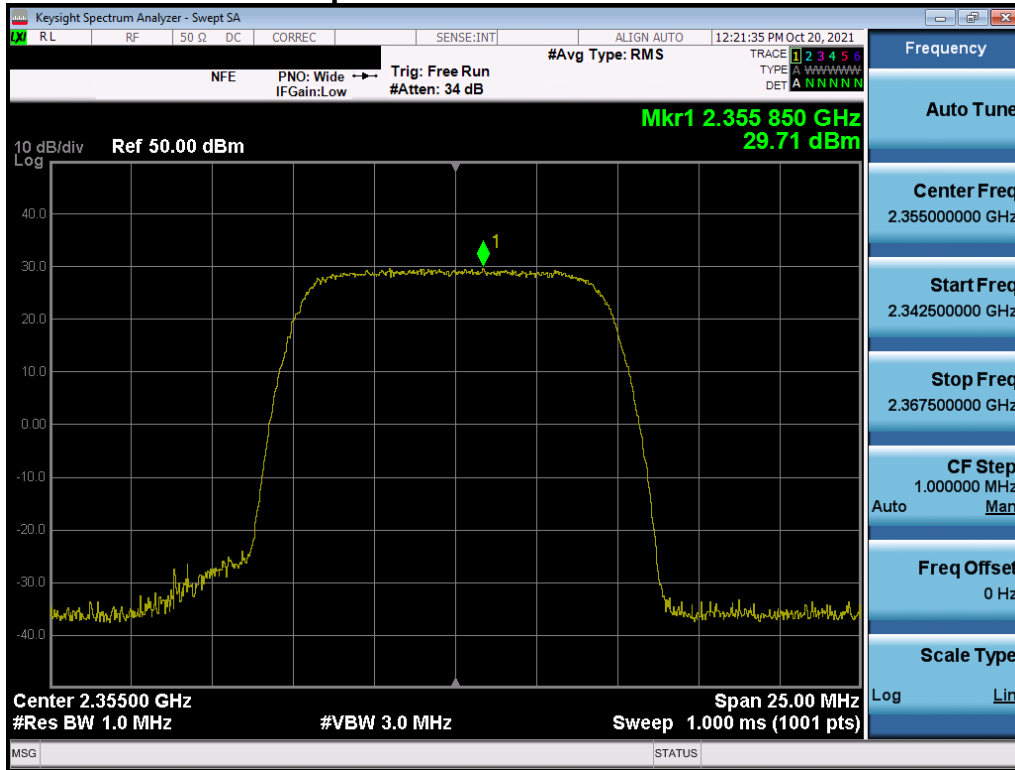 Keysight Spectrum Analyzer - Swept SA
LXI RL RF 50 Ω DC CORREC SENSE:INT ALIGN AUTO 12:21:35 PM Oct 20, 2021
NFE PNO: Wide Trig: Free Run #Avg Type: RMS TRACE 1 2 3 4 5 6
IFGain:Low #Atten: 34 dB TYPE A WWWWW
DET A N N N N N
Mkr1 2.355 850 GHz
29.71 dBm
10 dB/div Ref 50.00 dBm
Log
40.0
30.0
20.0
10.0
0.00
-10.0
-20.0
-30.0
-40.0
1
Center 2.35500 GHz Span 25.00 MHz
#Res BW 1.0 MHz #VBW 3.0 MHz Sweep 1.000 ms (1001 pts)
MSG STATUS
Frequency
Auto Tune
Center Freq
2.355000000 GHz
Start Freq
2.342500000 GHz
Stop Freq
2.367500000 GHz
CF Step
1.000000 MHz
Auto Man
Freq Offset
0 Hz
Scale Type
Log Lin